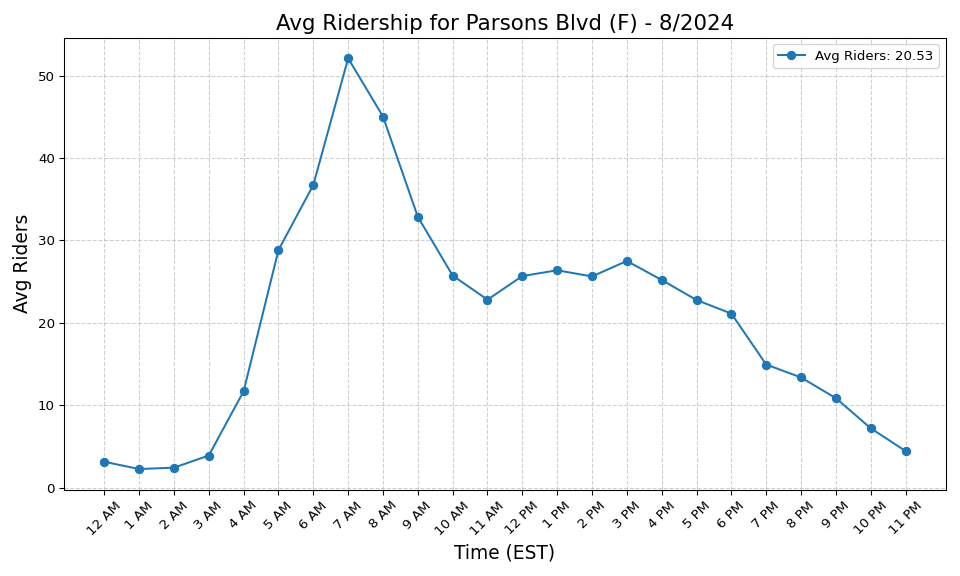 Avg Ridership for Parsons Blvd (F) - 8/2024
Avg Riders: 20.53
Avg Riders
50
40
30
20
10
0
12 AM
1 AM
2 AM
3 AM
4 AM
5 AM
6 AM
7 AM
8 AM
9 AM
10 AM
11 AM
12 PM
1 PM
2 PM
3 PM
4 PM
5 PM
6 PM
7 PM
8 PM
9 PM
10 PM
11 PM
Time (EST)